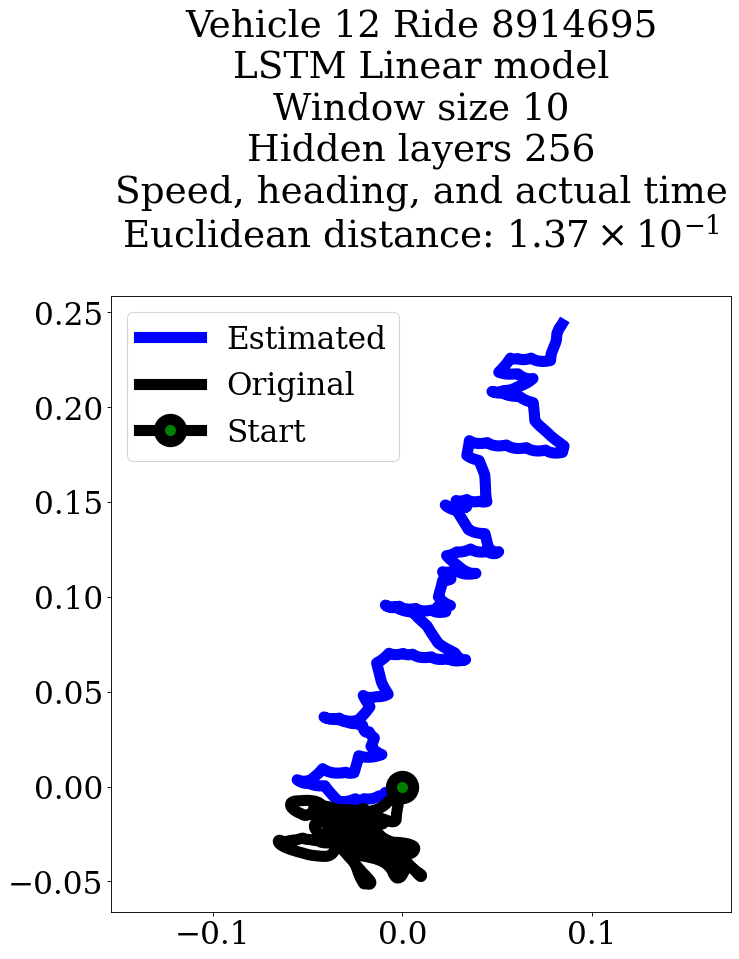 Vehicle 12 Ride 8914695
LSTM Linear model
Window size 10
Hidden layers 256
Speed, heading, and actual time
Euclidean distance: 1.37 × 10⁻¹
0.25
0.20
0.15
0.10
0.05
0.00
−0.05
Estimated
Original
Start
−0.1
0.0
0.1